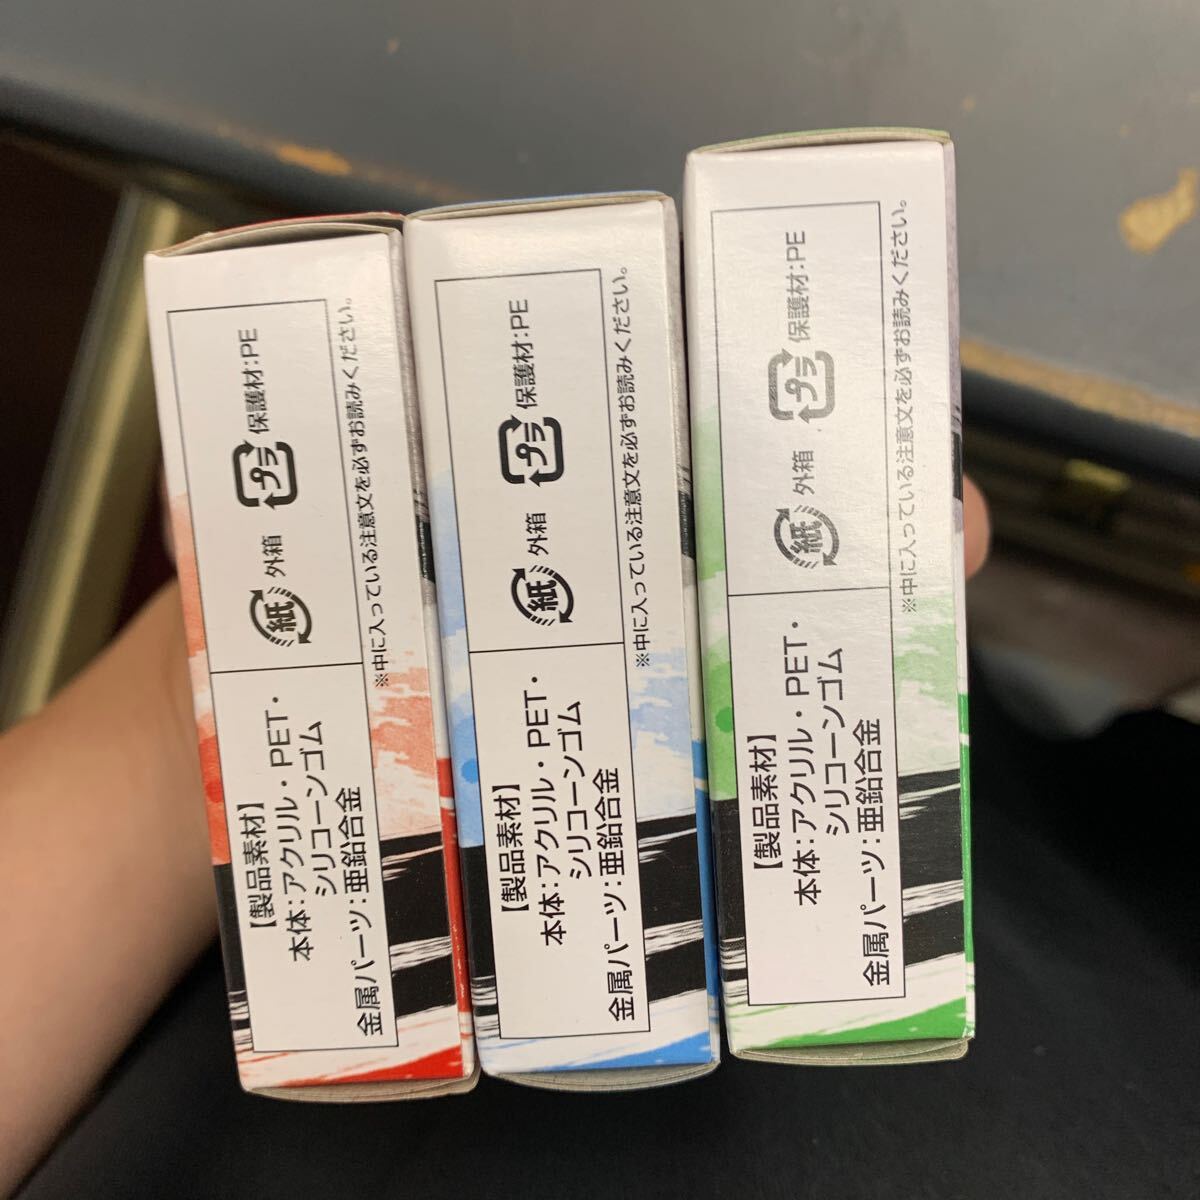 【製品素材】
本体：アクリル・PET・
シリコーンゴム
金属パーツ：亜鉛合金
紙 外箱 プラ 保護材:PE
※中に入っている注意文を必ずお読みください。
【製品素材】
本体：アクリル・PET・
シリコーンゴム
金属パーツ：亜鉛合金
紙 外箱 プラ 保護材:PE
※中に入っている注意文を必ずお読みください。
【製品素材】
本体：アクリル・PET・
シリコーンゴム
金属パーツ：亜鉛合金
紙 外箱 プラ 保護材:PE
※中に入っている注意文を必ずお読みください。